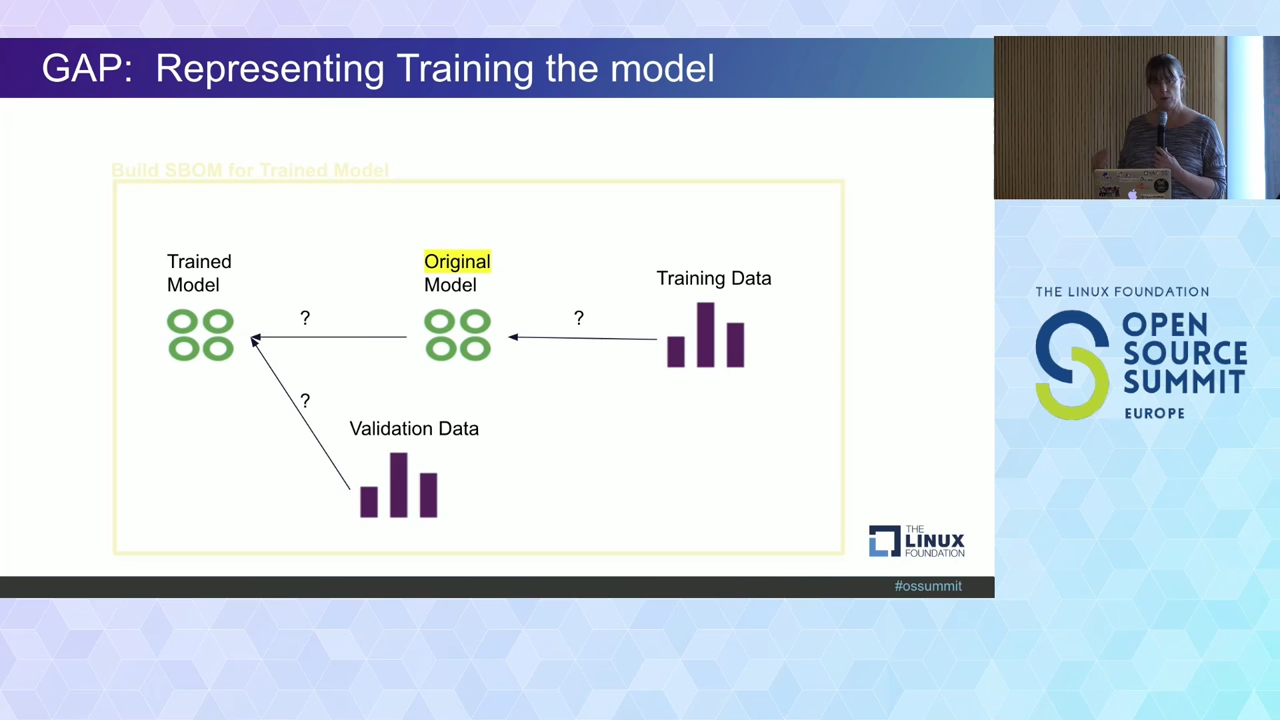 GAP: Representing Training the model
Build SBOM for Trained Model
Trained
Model
Original
Model
Training Data
?
?
?
Validation Data
THE
LINUX
FOUNDATION
#ossummit
THE LINUX FOUNDATION
OPEN
SOURCE
SUMMIT
EUROPE